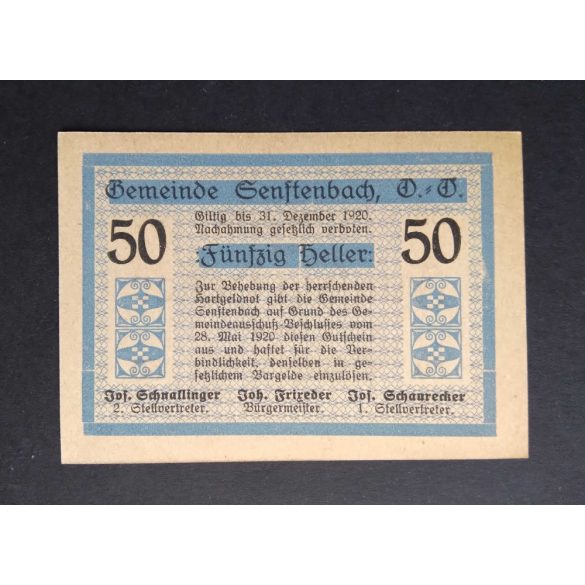 Gemeinde Senftenbach, O.=Ö.
Giltig bis 31. Dezember 1920.
Nachahmung gesetzlich verboten.
50 :Fünfzig Heller: 50
Zur Behebung der herrschenden
Hartgeldnot gibt die Gemeinde
Senftenbach auf Grund des Ge-
meindeausschuß-Beschlußes vom
28. Mai 1920 diesen Gutschein
aus und haftet für die Ver-
bindlichkeit, denselben in ge-
setzlichem Bargelde einzulösen.
Jos. Schnallinger Joh. Frixeder Jos. Schaurecker
2. Stellvertreter. Bürgermeister. 1. Stellvertreter.